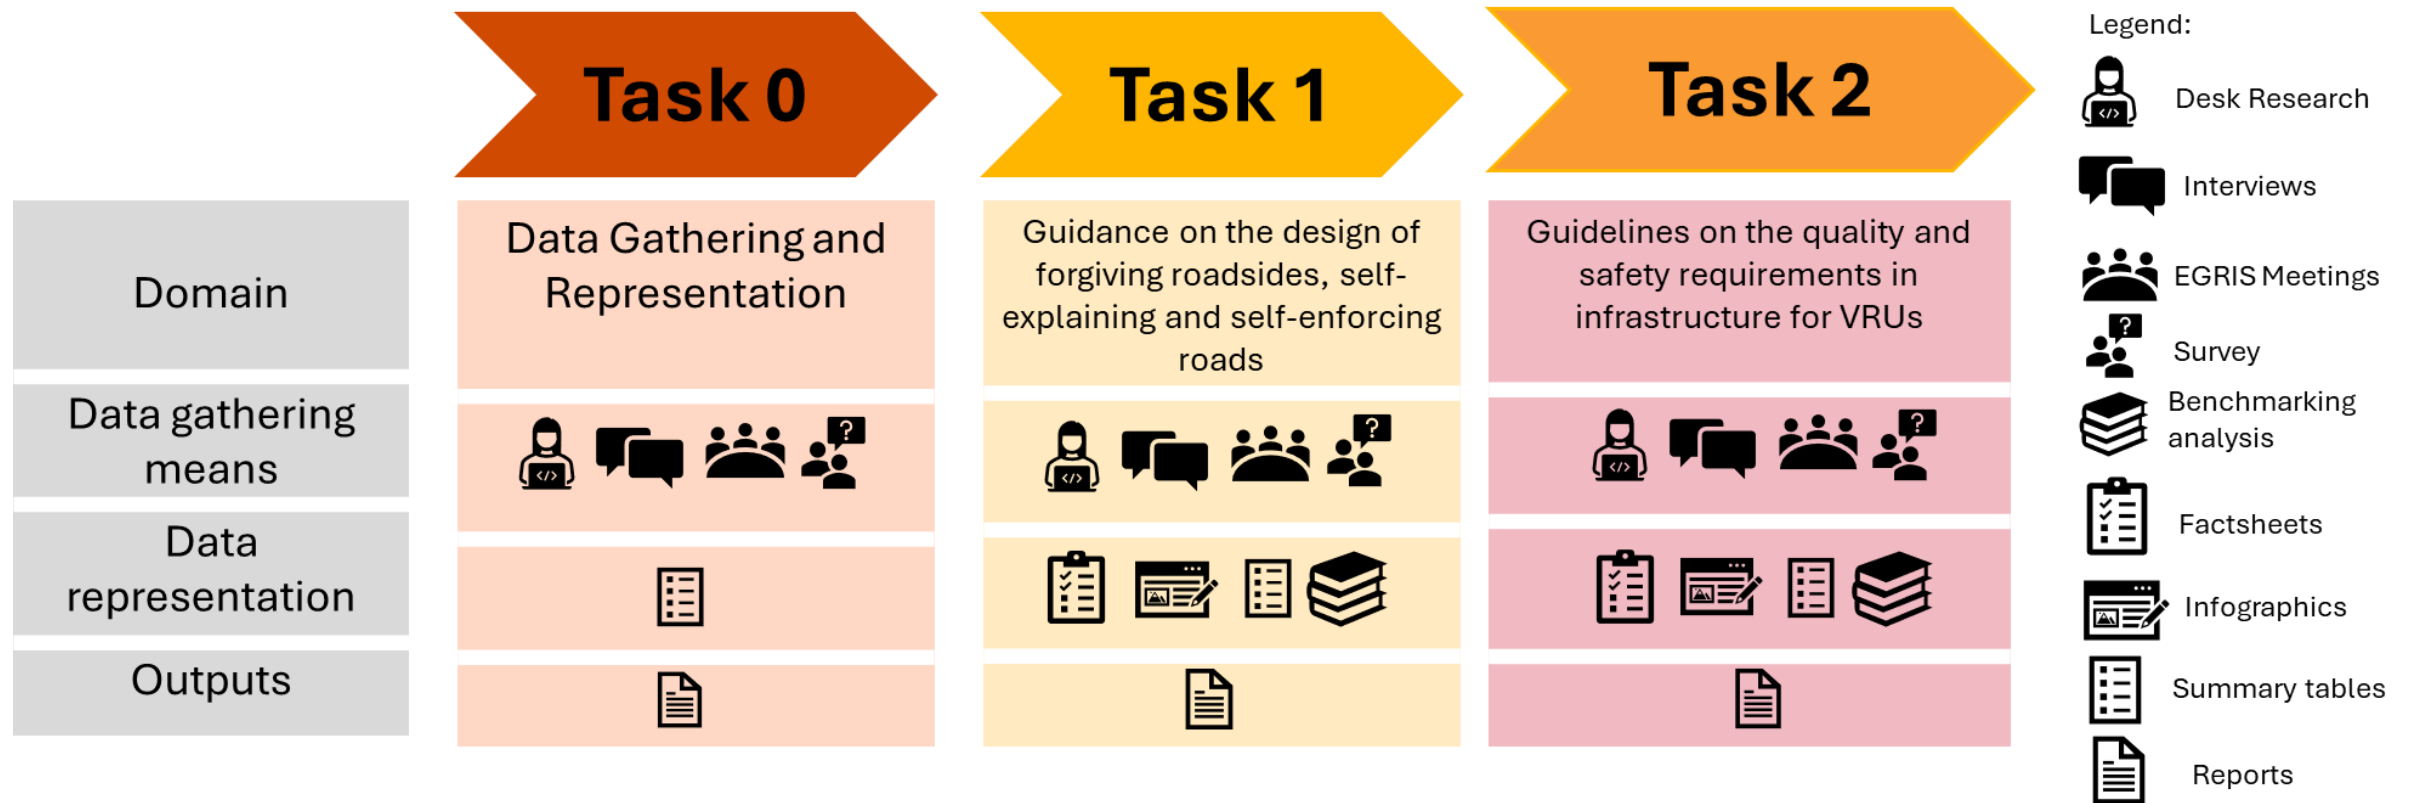 Task 0
Task 1
Task 2
Domain
Data Gathering and
Representation
Guidance on the design of
forgiving roadsides, self-
explaining and self-enforcing
roads
Guidelines on the quality and
safety requirements in
infrastructure for VRUs
Data gathering
means
Data
representation
Outputs
Legend:
Desk Research
Interviews
EGRIS Meetings
Survey
Benchmarking
analysis
Factsheets
Infographics
Summary tables
Reports